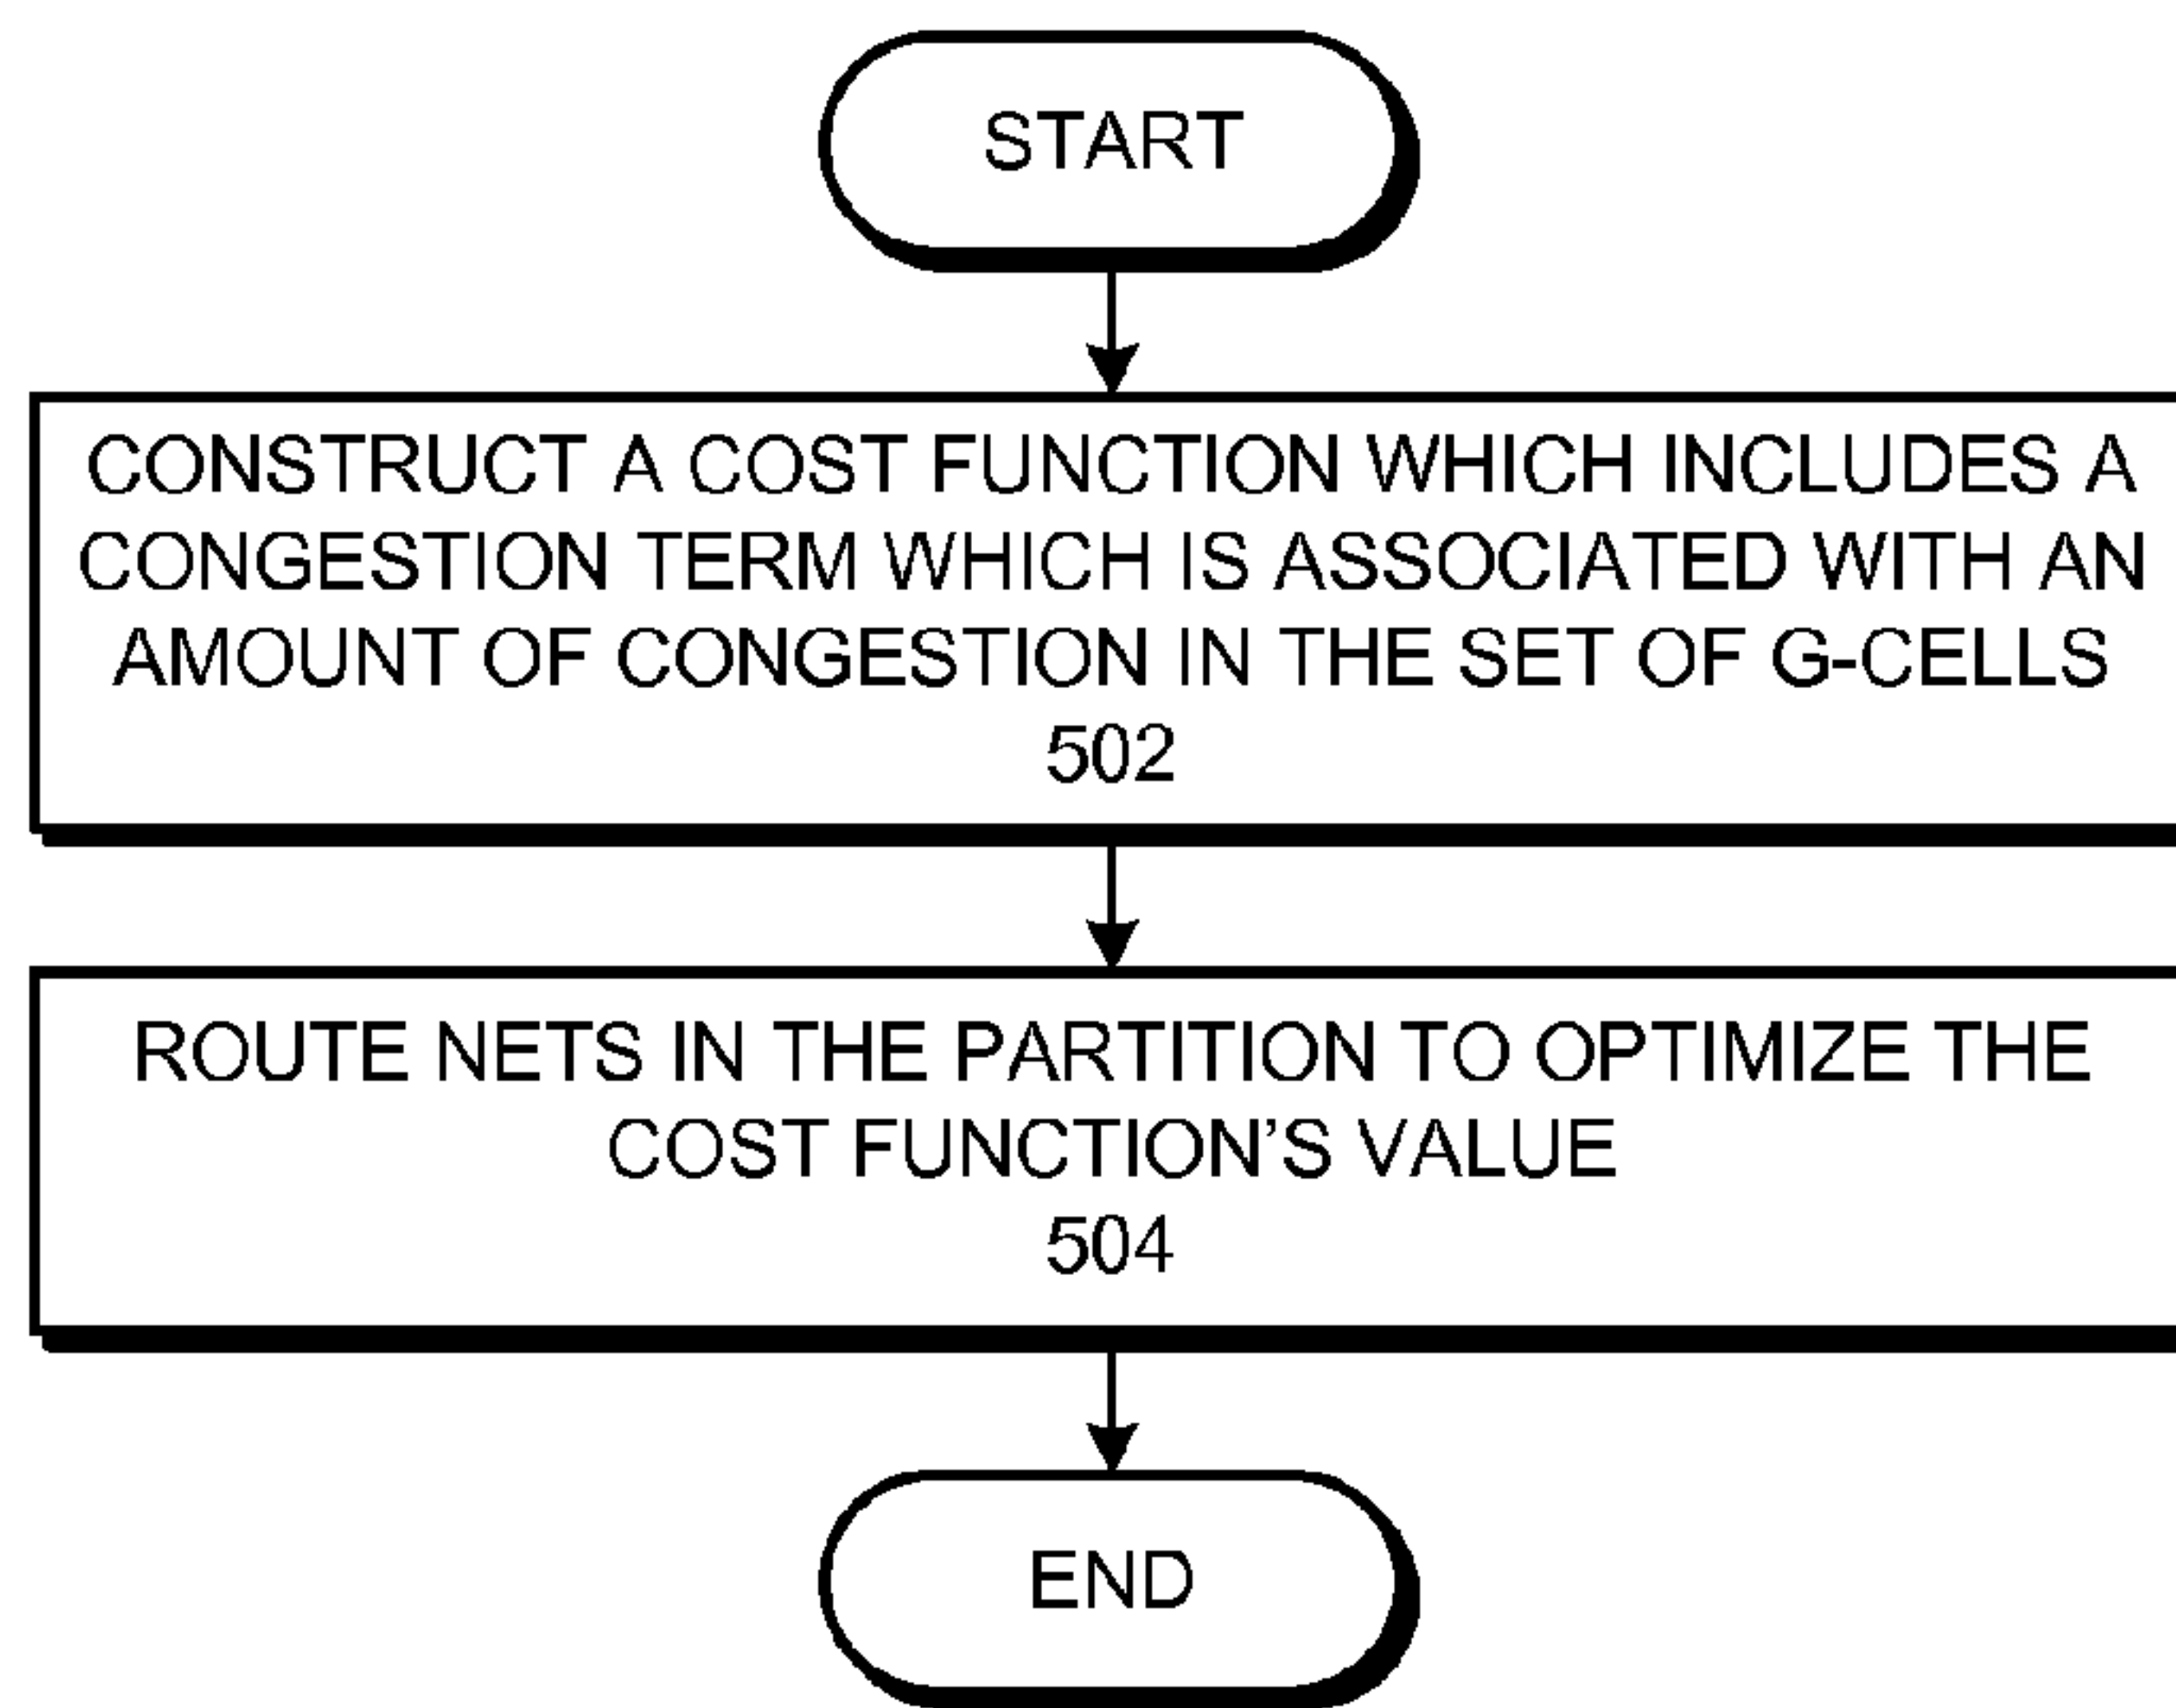 START
CONSTRUCT A COST FUNCTION WHICH INCLUDES A
CONGESTION TERM WHICH IS ASSOCIATED WITH AN
AMOUNT OF CONGESTION IN THE SET OF G-CELLS
502
ROUTE NETS IN THE PARTITION TO OPTIMIZE THE
COST FUNCTION’S VALUE
504
END